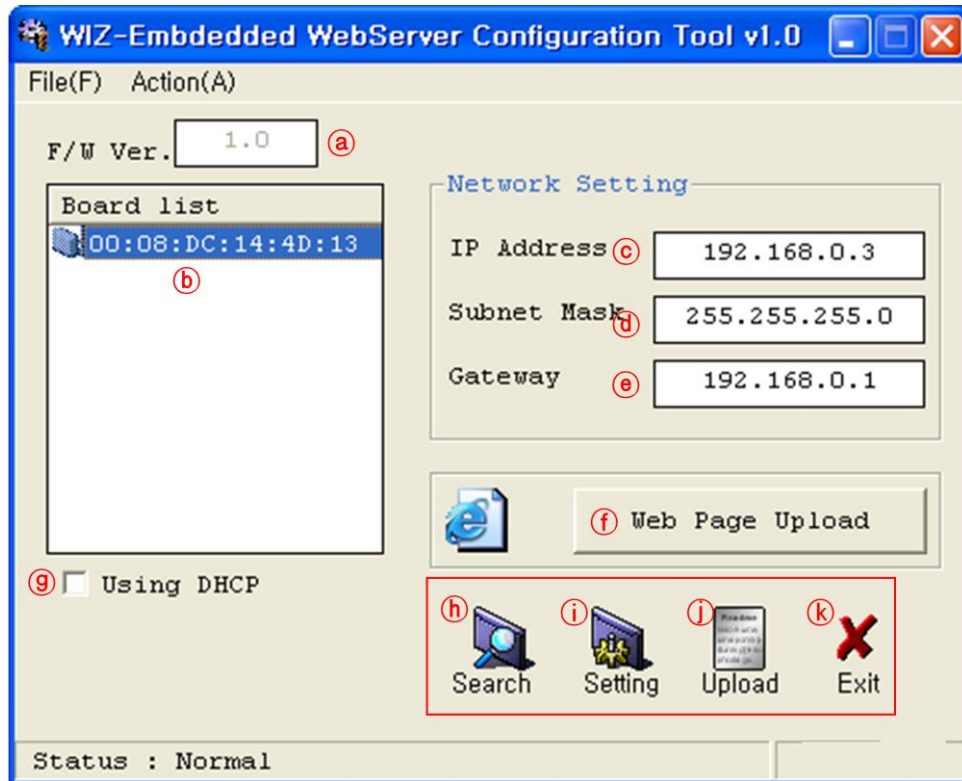 WIZ-Embdedded WebServer Configuration Tool v1.0
File(F) Action(A)
F/W Ver. 1.0 ⓐ
Board list
00:08:DC:14:4D:13
ⓑ
Network Setting
IP Address ⓒ 192.168.0.3
Subnet Mask ⓓ 255.255.255.0
Gateway ⓔ 192.168.0.1
ⓕ Web Page Upload
ⓖ Using DHCP
ⓗ ⓘ ⓙ ⓚ
Readme
Search Setting Upload Exit
Status : Normal